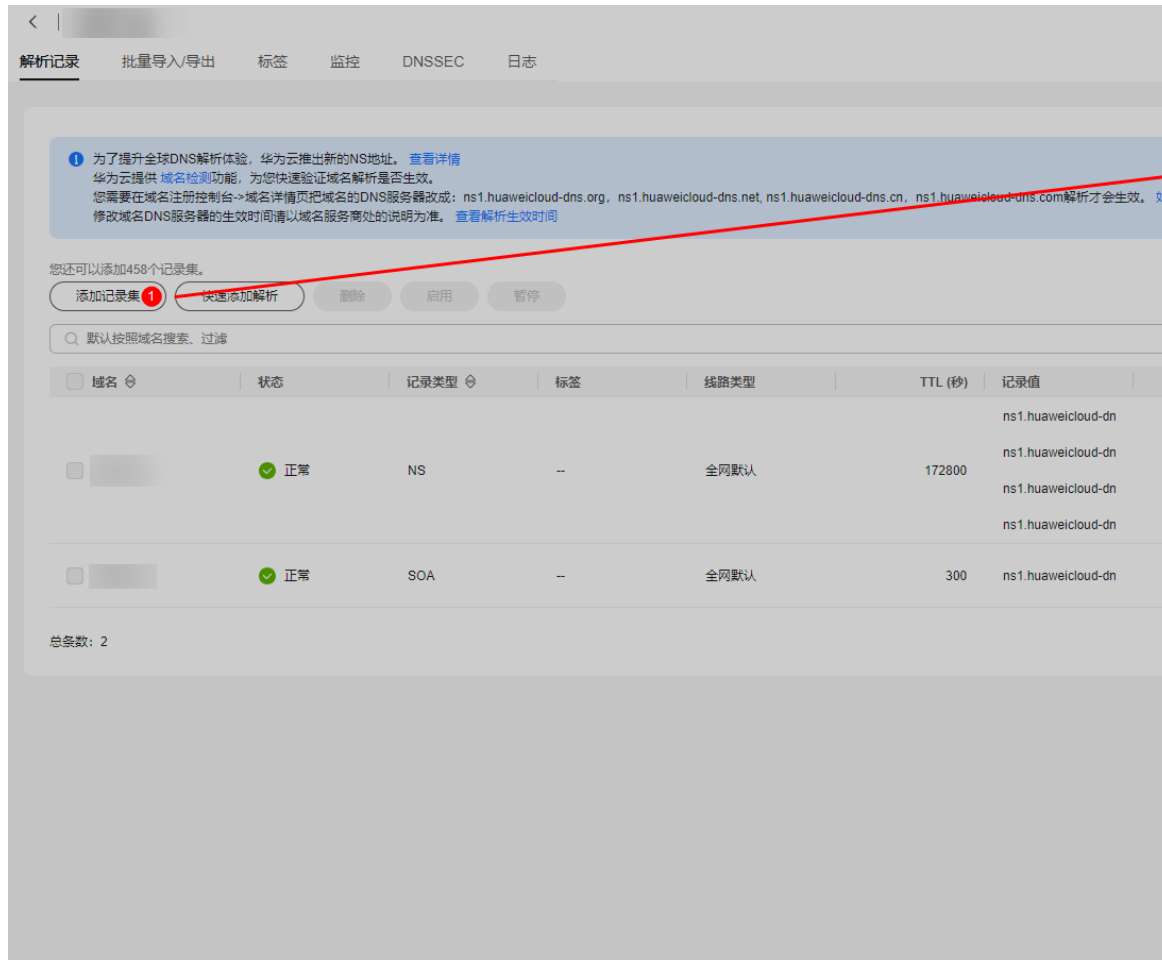 解析记录 批量导入/导出 标签 监控 DNSSEC 日志
为了提升全球DNS解析体验，华为云推出新的NS地址。 查看详情
华为云提供 域名检测功能，为您快速验证域名解析是否生效。
您需要在域名注册控制台->域名详情页把域名的DNS服务器改成：ns1.huaweicloud-dns.org，ns1.huaweicloud-dns.net, ns1.huaweicloud-dns.cn，ns1.huaweicloud-dns.com解析才会生效。
修改域名DNS服务器的生效时间请以域名服务商处的说明为准。 查看解析生效时间
您还可以添加458个记录集。
添加记录集 1 快速添加解析 删除 启用 暂停
默认按照域名搜索、过滤
域名 状态 记录类型 标签 线路类型 TTL (秒) 记录值
ns1.huaweicloud-dn
ns1.huaweicloud-dn
正常 NS -- 全网默认 172800
ns1.huaweicloud-dn
ns1.huaweicloud-dn
正常 SOA -- 全网默认 300 ns1.huaweicloud-dn
总条数：2